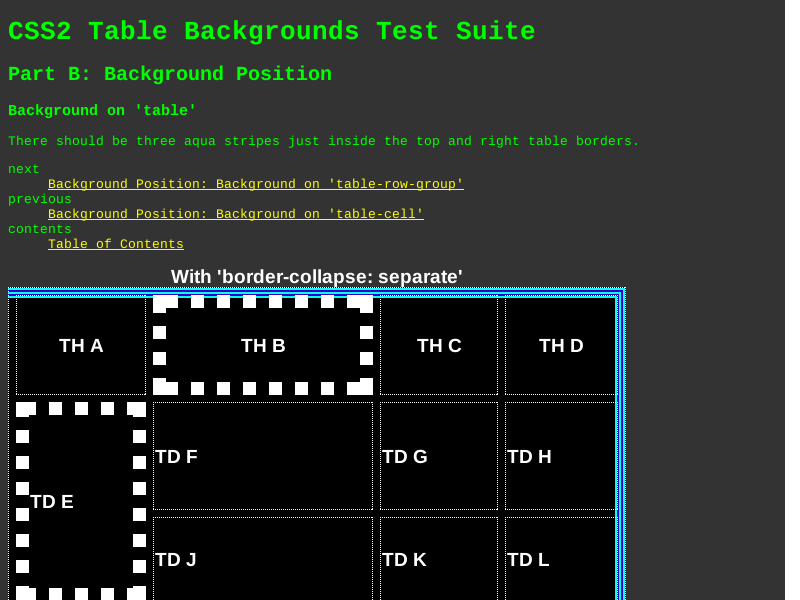 CSS2 Table Backgrounds Test Suite
Part B: Background Position
Background on 'table'
There should be three aqua stripes just inside the top and right table borders.
next
Background Position: Background on 'table-row-group'
previous
Background Position: Background on 'table-cell'
contents
Table of Contents
With 'border-collapse: separate'
TH A TH B TH C TH D
TD F TD G TD H
TD E
TD J TD K TD L